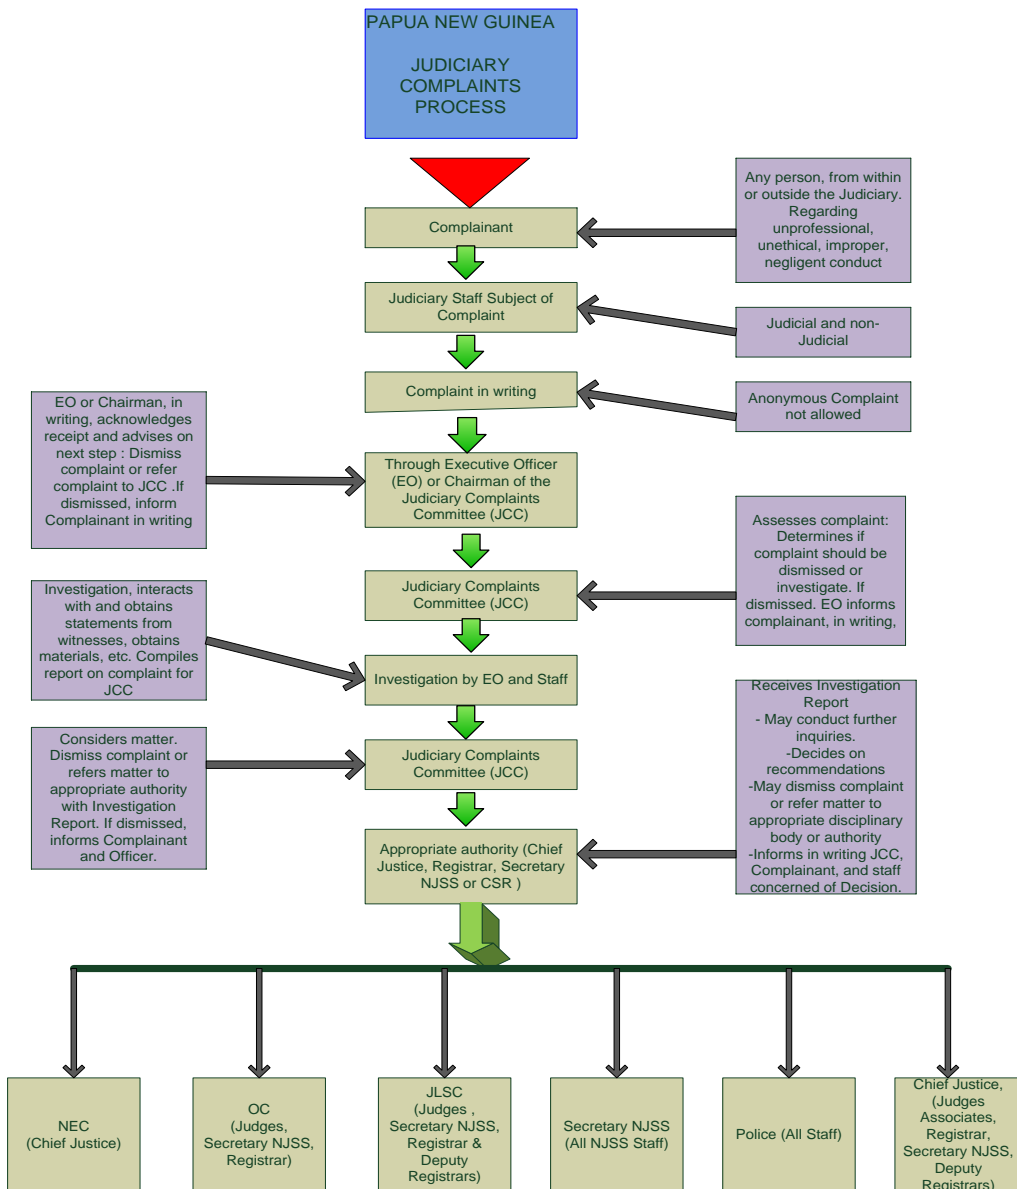 PAPUA NEW GUINEA
JUDICIARY
COMPLAINTS
PROCESS
Any person, from within
or outside the Judiciary.
Regarding
unprofessional,
unethical, improper,
negligent conduct
Complainant
Judiciary Staff Subject of
Complaint
Judicial and non-
Judicial
Complaint in writing
Anonymous Complaint
not allowed
EO or Chairman, in
writing, acknowledges
receipt and advises on
next step : Dismiss
complaint or refer
complaint to JCC .If
dismissed, inform
Complainant in writing
Through Executive Officer
(EO) or Chairman of the
Judiciary Complaints
Committee (JCC)
Assesses complaint:
Determines if
complaint should be
dismissed or
investigate. If
dismissed. EO informs
complainant, in writing,
Judiciary Complaints
Committee (JCC)
Investigation, interacts
with and obtains
statements from
witnesses, obtains
materials, etc. Compiles
report on complaint for
JCC
Investigation by EO and Staff
Receives Investigation
Report
- May conduct further
inquiries.
-Decides on
recommendations
-May dismiss complaint
or refer matter to
appropriate disciplinary
body or authority
-Informs in writing JCC,
Complainant, and staff
concerned of Decision.
Considers matter.
Dismiss complaint or
refers matter to
appropriate authority
with Investigation
Report. If dismissed,
informs Complainant
and Officer.
Judiciary Complaints
Committee (JCC)
Appropriate authority (Chief
Justice, Registrar, Secretary
NJSS or CSR )
NEC
(Chief Justice)
OC
(Judges,
Secretary NJSS,
Registrar)
JLSC
(Judges ,
Secretary NJSS,
Registrar &
Deputy
Registrars)
Secretary NJSS
(All NJSS Staff)
Police (All Staff)
Chief Justice,
(Judges
Associates,
Registrar,
Secretary NJSS,
Deputy
Registrars)